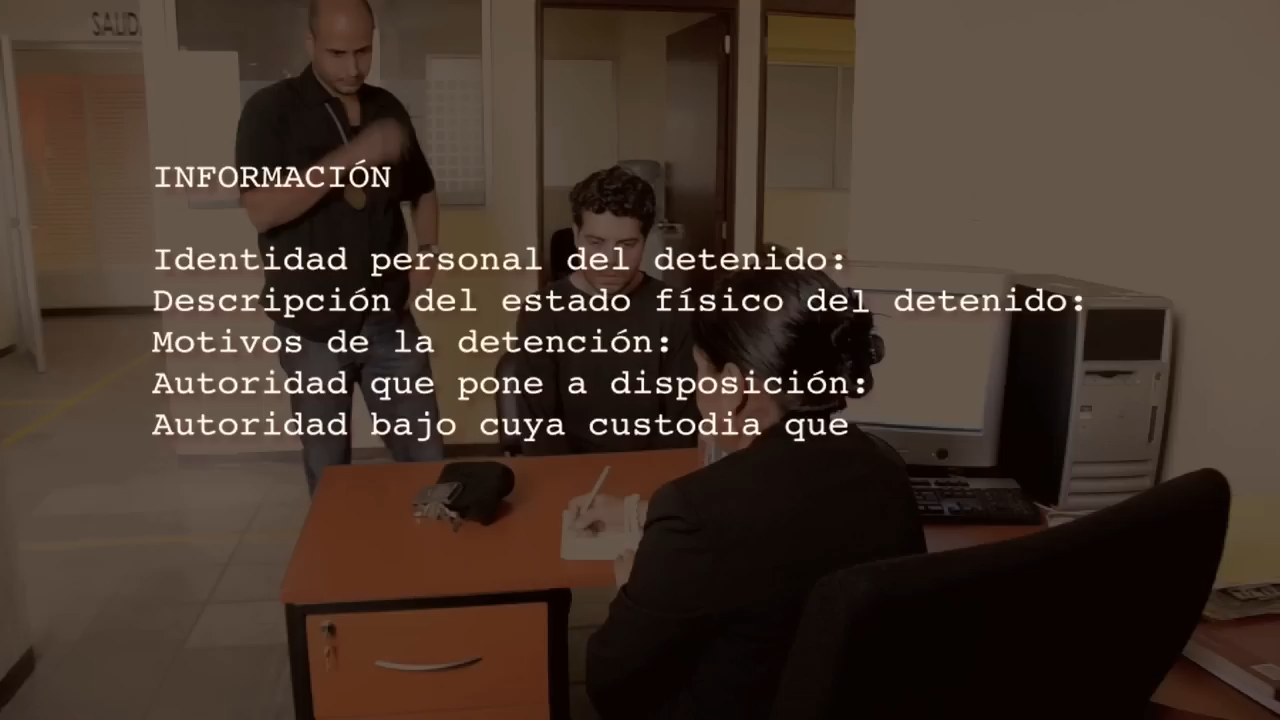 SALID
INFORMACIÓN
Identidad personal del detenido:
Descripción del estado físico del detenido:
Motivos de la detención:
Autoridad que pone a disposición:
Autoridad bajo cuya custodia que